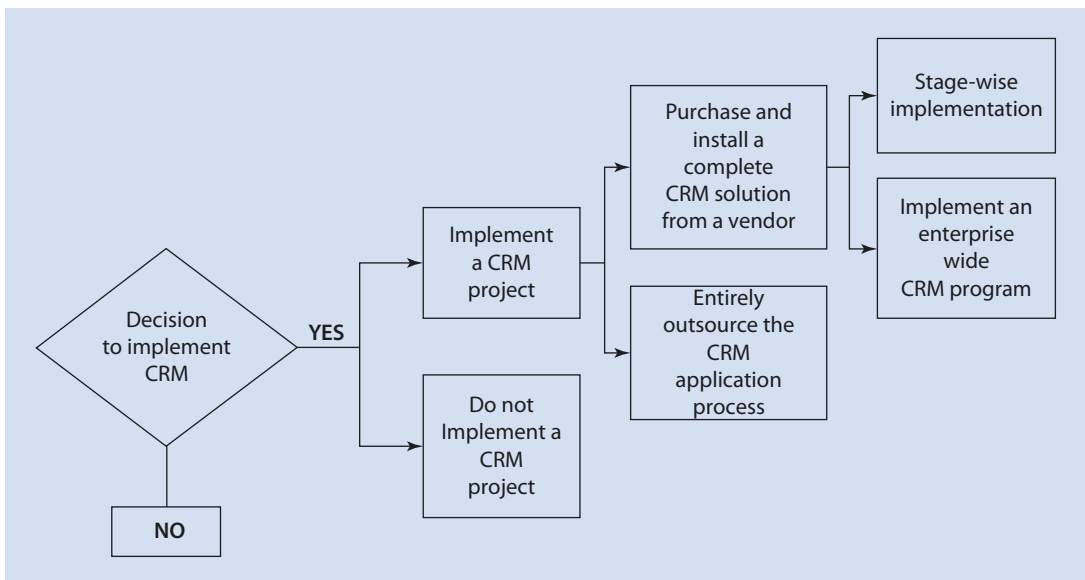 Decision
to implement
CRM
NO
YES
Implement
a CRM
project
Do not
Implement a
CRM
project
Purchase and
install a
complete
CRM solution
from a vendor
Entirely
outsource the
CRM
application
process
Stage-wise
implementation
Implement an
enterprise
wide
CRM program